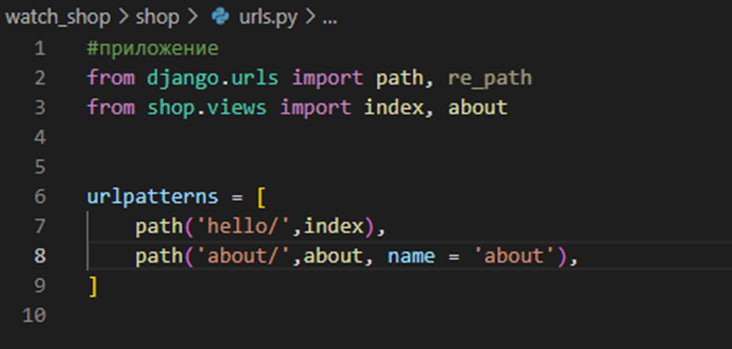 watch_shop > shop > urls.py > ...
1 #приложение
2 from django.urls import path, re_path
3 from shop.views import index, about
4
5
6 urlpatterns = [
7     path('hello/',index),
8     path('about/',about, name = 'about'),
9 ]
10